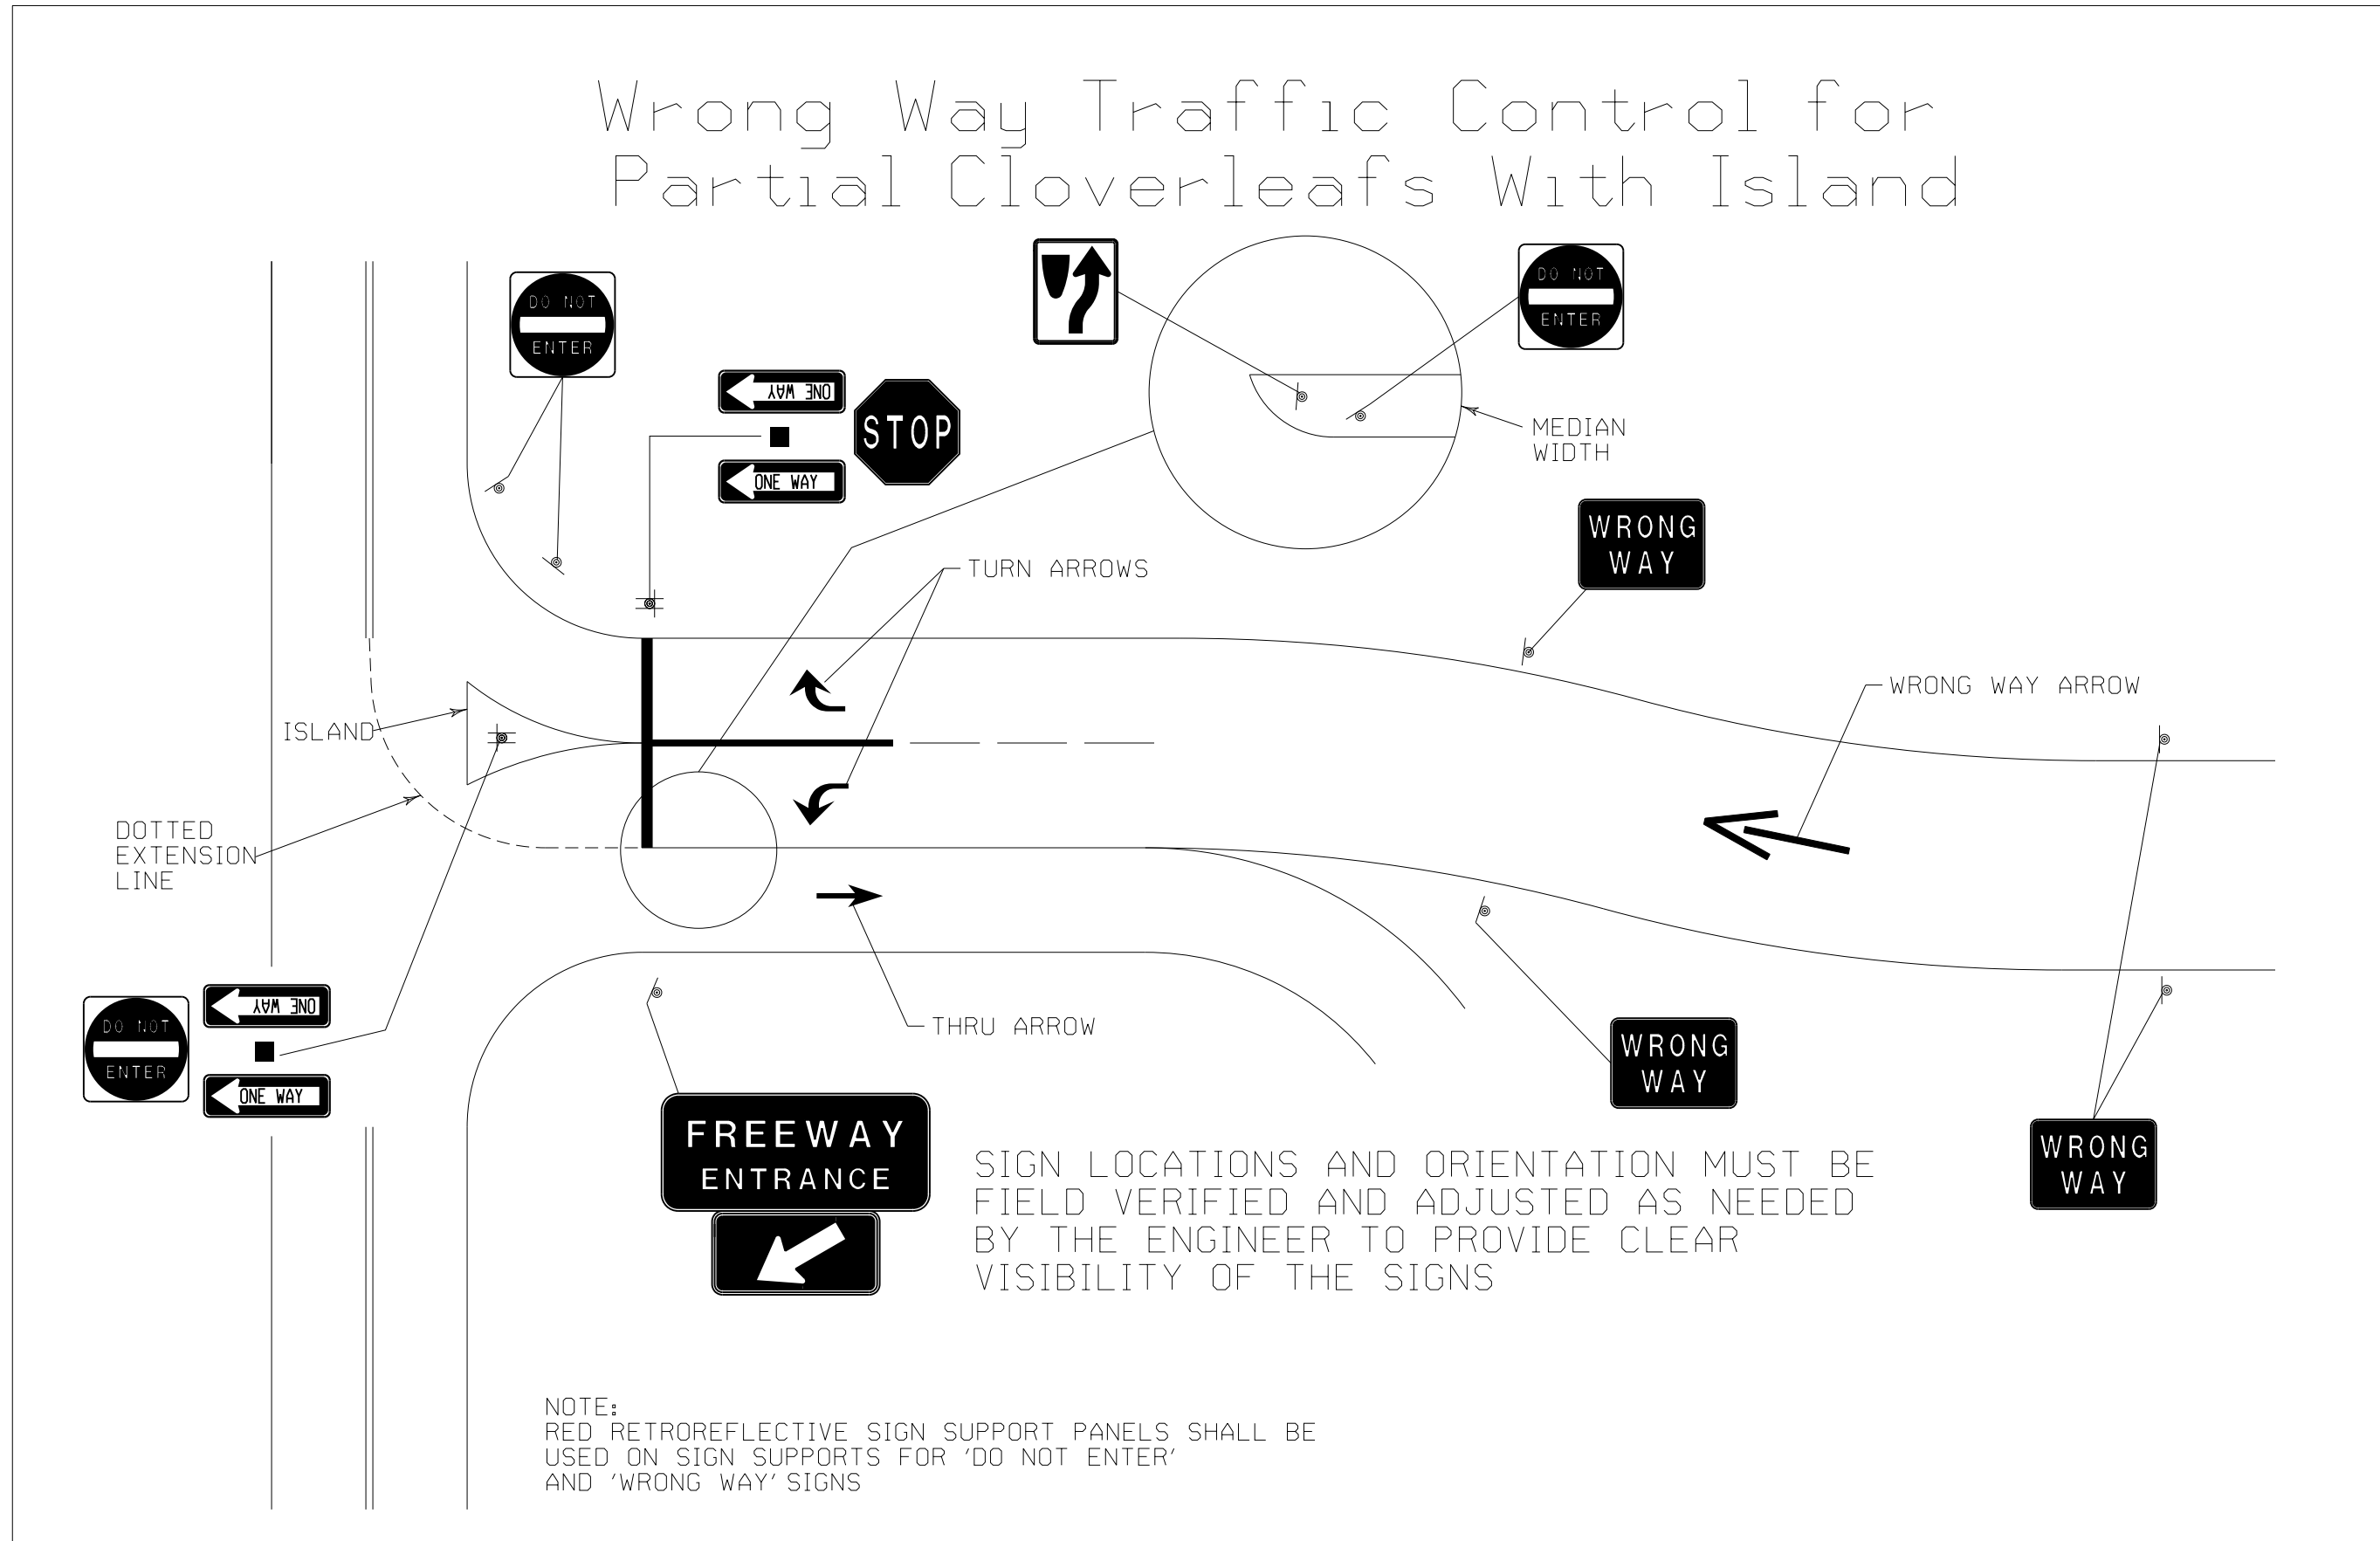 Wrong Way Traffic Control for
Partial Cloverleafs With Island
DO NOT
ENTER
DO NOT
ENTER
ONE WAY
STOP
ONE WAY
MEDIAN
WIDTH
WRONG
WAY
TURN ARROWS
WRONG WAY ARROW
ISLAND
DOTTED
EXTENSION
LINE
ONE WAY
DO NOT
ENTER
ONE WAY
THRU ARROW
WRONG
WAY
FREEWAY
ENTRANCE
WRONG
WAY
SIGN LOCATIONS AND ORIENTATION MUST BE
FIELD VERIFIED AND ADJUSTED AS NEEDED
BY THE ENGINEER TO PROVIDE CLEAR
VISIBILITY OF THE SIGNS
NOTE:
RED RETROREFLECTIVE SIGN SUPPORT PANELS SHALL BE
USED ON SIGN SUPPORTS FOR 'DO NOT ENTER'
AND 'WRONG WAY' SIGNS